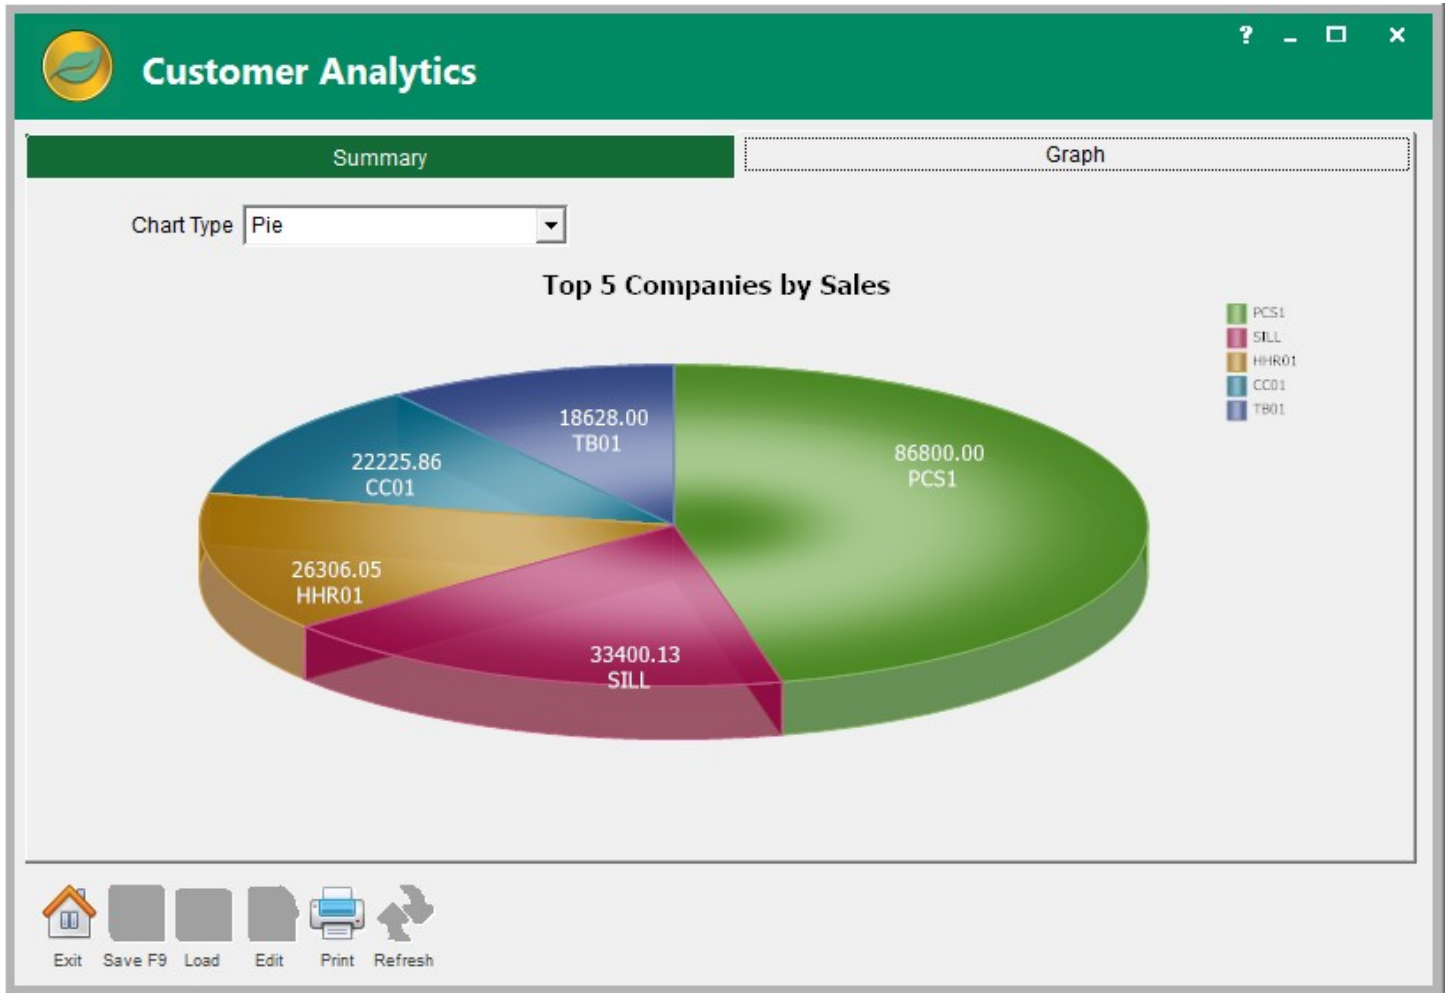 ?
Customer Analytics
Summary
Graph
Chart Type Pie
Top 5 Companies by Sales
PCS1
SILL
HHR01
CC01
TB01
18628.00
TB01
86800.00
PCS1
22225.86
CC01
26306.05
HHR01
33400.13
SILL
Exit Save F9 Load Edit Print Refresh